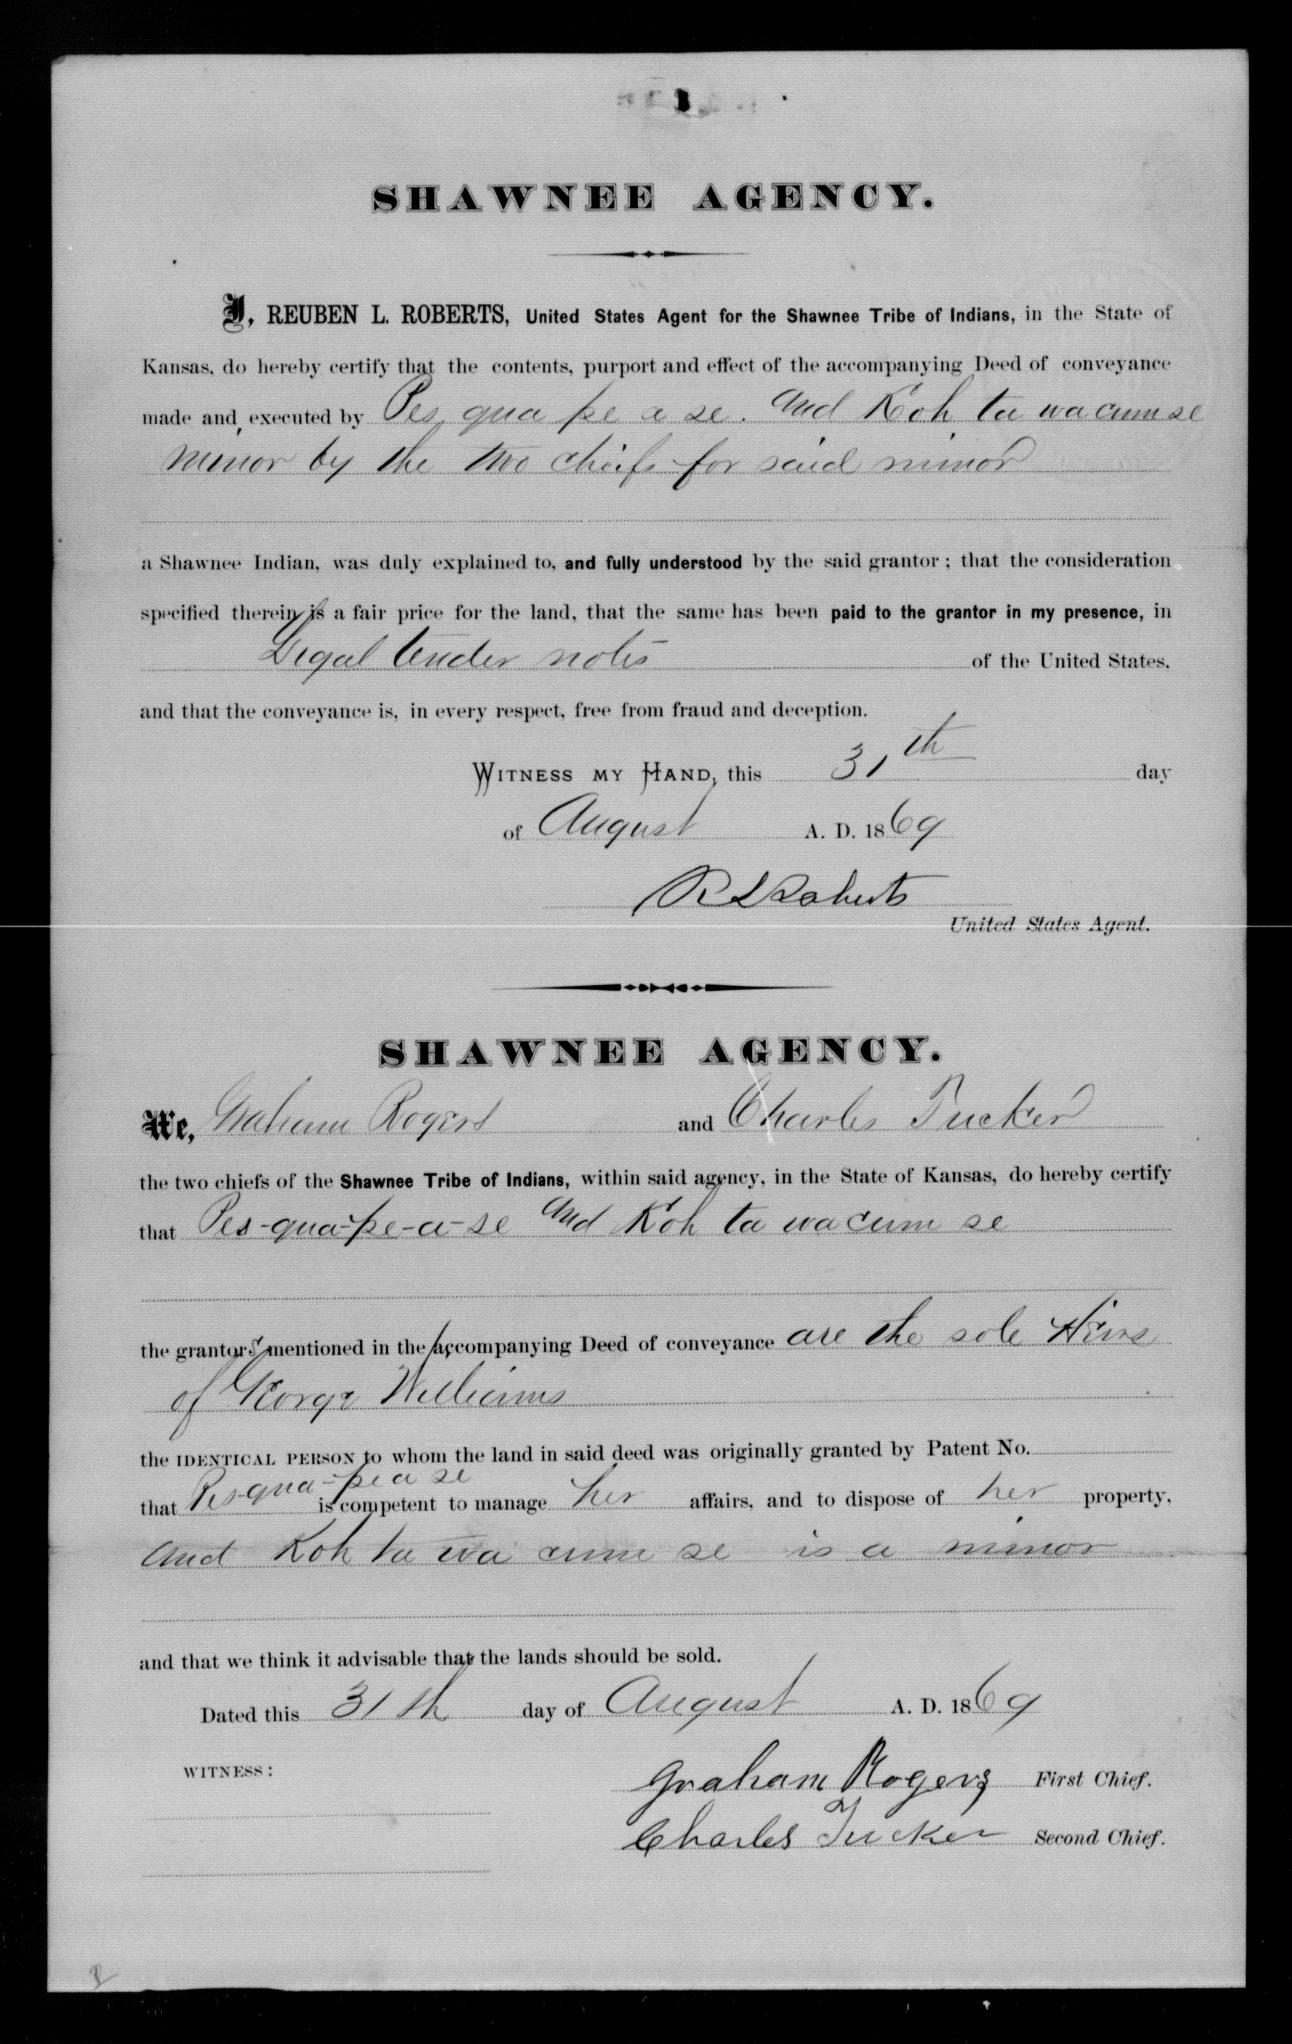 SHAWNEE AGENCY.
I, REUBEN L. ROBERTS, United States Agent for the Shawnee Tribe of Indians, in the State of
Kansas, do hereby certify that the contents, purport and effect of the accompanying Deed of conveyance
made and executed by Pes qua pe a se. and Koh ta wa cum se
minor by the two chiefs for said minor
a Shawnee Indian, was duly explained to, and fully understood by the said grantor; that the consideration
specified therein is a fair price for the land, that the same has been paid to the grantor in my presence, in
Legal tender notes of the United States,
and that the conveyance is, in every respect, free from fraud and deception.
WITNESS MY HAND, this 31th day
of August A. D. 1869
R L Roberts
United States Agent.
SHAWNEE AGENCY.
We, Graham Rogers and Charles Tucker
the two chiefs of the Shawnee Tribe of Indians, within said agency, in the State of Kansas, do hereby certify
that Pes-qua-pe-a-se and Koh ta wa cum se
the grantors mentioned in the accompanying Deed of conveyance are the sole Heirs
of George Williams
the IDENTICAL PERSON to whom the land in said deed was originally granted by Patent No.
that Pes-qua-pe a se is competent to manage her affairs, and to dispose of her property,
and Koh ta wa cum se is a minor
and that we think it advisable that the lands should be sold.
Dated this 31th day of August A. D. 1869
WITNESS:
Graham Rogers First Chief.
Charles Tucker Second Chief.